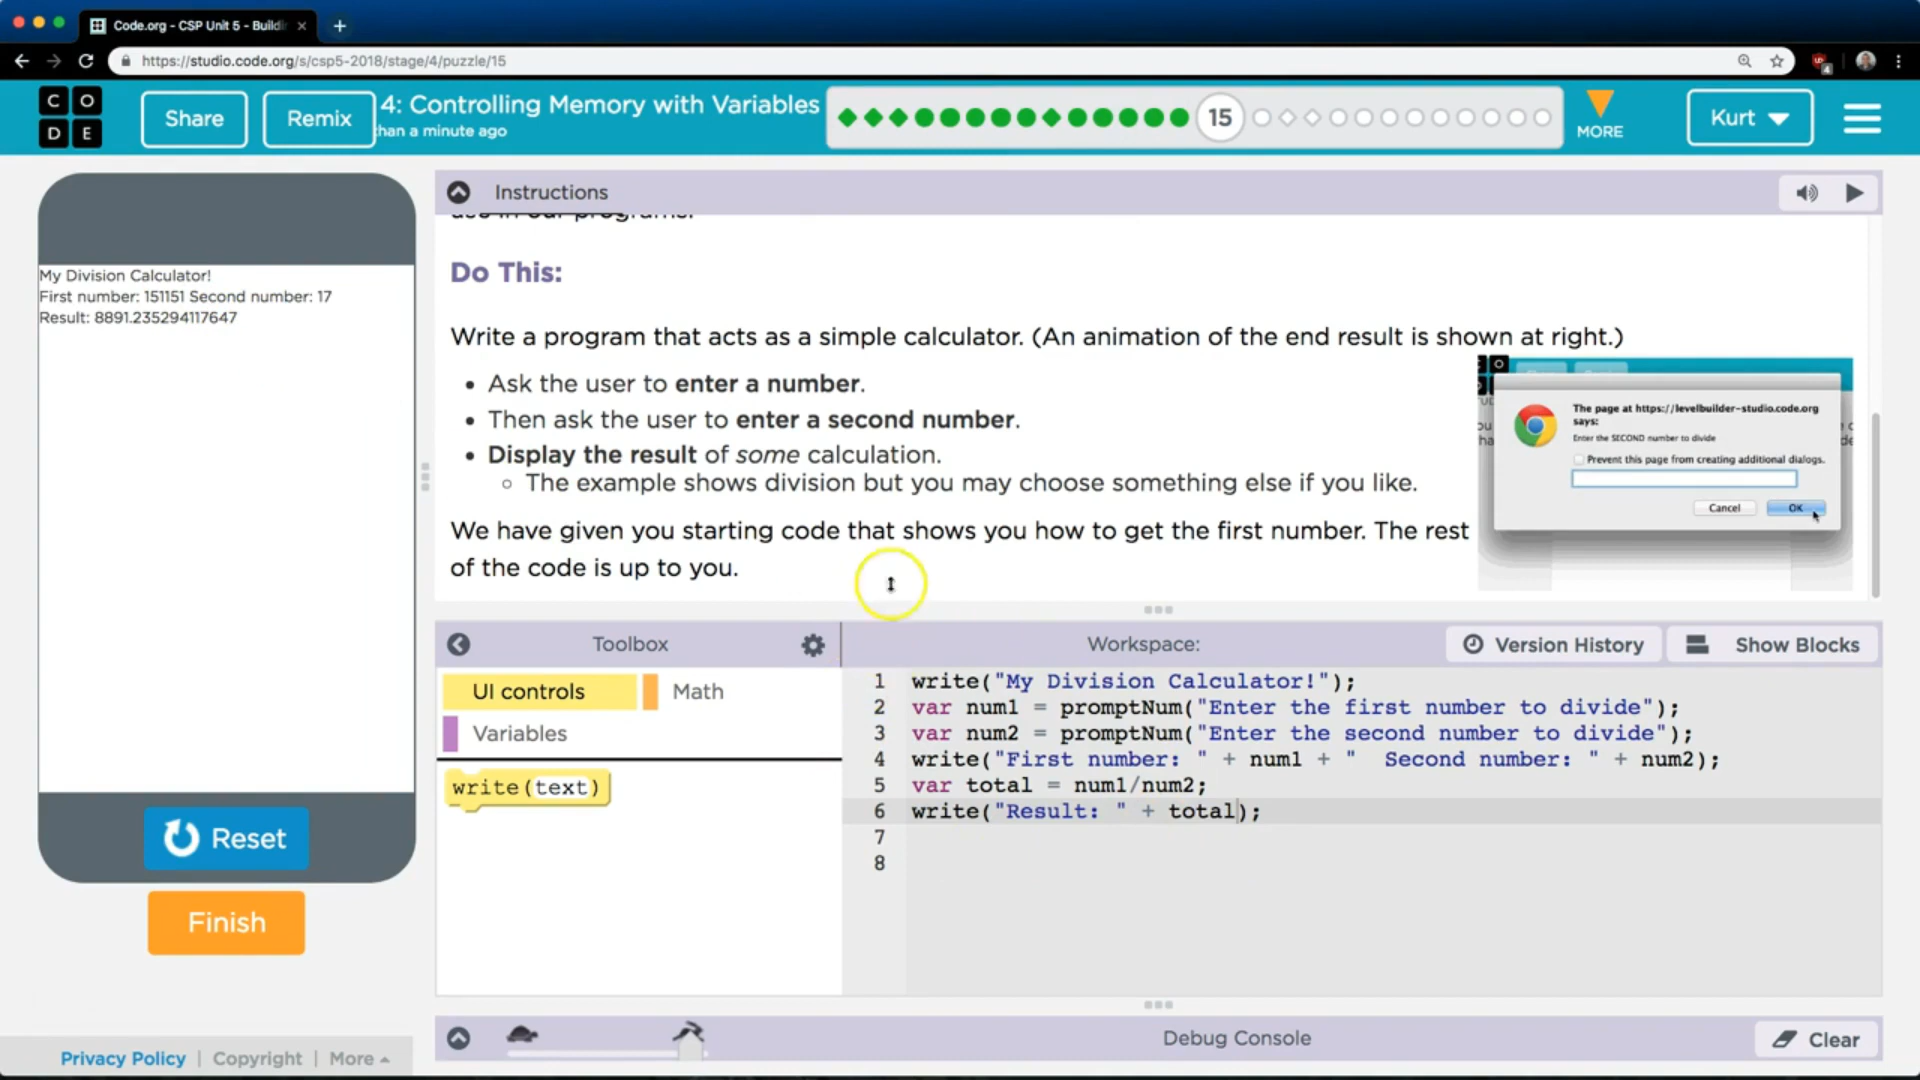 Code.org - CSP Unit 5 - Buildi
https://studio.code.org/s/csp5-2018/stage/4/puzzle/15
4
C O
D E
Share
Remix
4: Controlling Memory with Variables
than a minute ago
15
MORE
Kurt
My Division Calculator!
First number: 151151 Second number: 17
Result: 8891.235294117647
Reset
Finish
Instructions
use in our programs.
Do This:
Write a program that acts as a simple calculator. (An animation of the end result is shown at right.)
Ask the user to enter a number.
Then ask the user to enter a second number.
Display the result of some calculation.
The example shows division but you may choose something else if you like.
We have given you starting code that shows you how to get the first number. The rest
of the code is up to you.
The page at https://levelbuilder-studio.code.org
says:
Enter the SECOND number to divide
Prevent this page from creating additional dialogs.
Cancel
OK
Toolbox
UI controls
Math
Variables
write(text)
Workspace:
Version History
Show Blocks
1 write("My Division Calculator!");
2 var num1 = promptNum("Enter the first number to divide");
3 var num2 = promptNum("Enter the second number to divide");
4 write("First number: " + num1 + "  Second number: " + num2);
5 var total = num1/num2;
6 write("Result: " + total);
7
8
Debug Console
Clear
Privacy Policy | Copyright | More